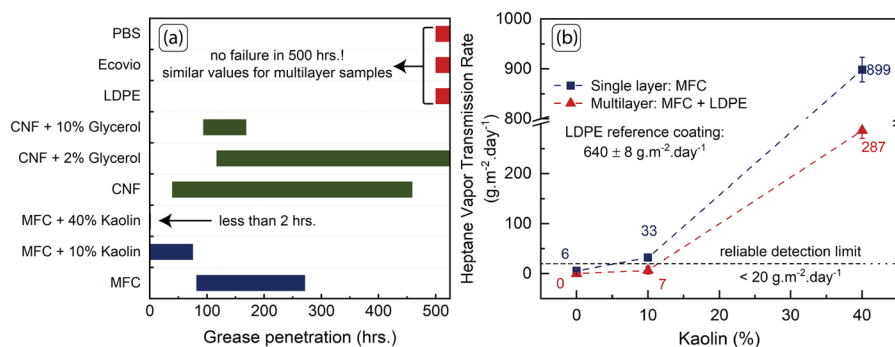 (a)
PBS
Ecovio
LDPE
CNF + 10% Glycerol
CNF + 2% Glycerol
CNF
MFC + 40% Kaolin
MFC + 10% Kaolin
MFC
no failure in 500 hrs.!
similar values for multilayer samples
less than 2 hrs.
0 100 200 300 400 500
Grease penetration (hrs.)
(b)
Heptane Vapor Transmission Rate
(g.m-2.day-1)
1000
900
800
200
100
0
Single layer: MFC
Multilayer: MFC + LDPE
LDPE reference coating:
640 ± 8 g.m-2.day-1
899
287
6
33
reliable detection limit
< 20 g.m-2.day-1
0
7
0 10 20 30 40
Kaolin (%)